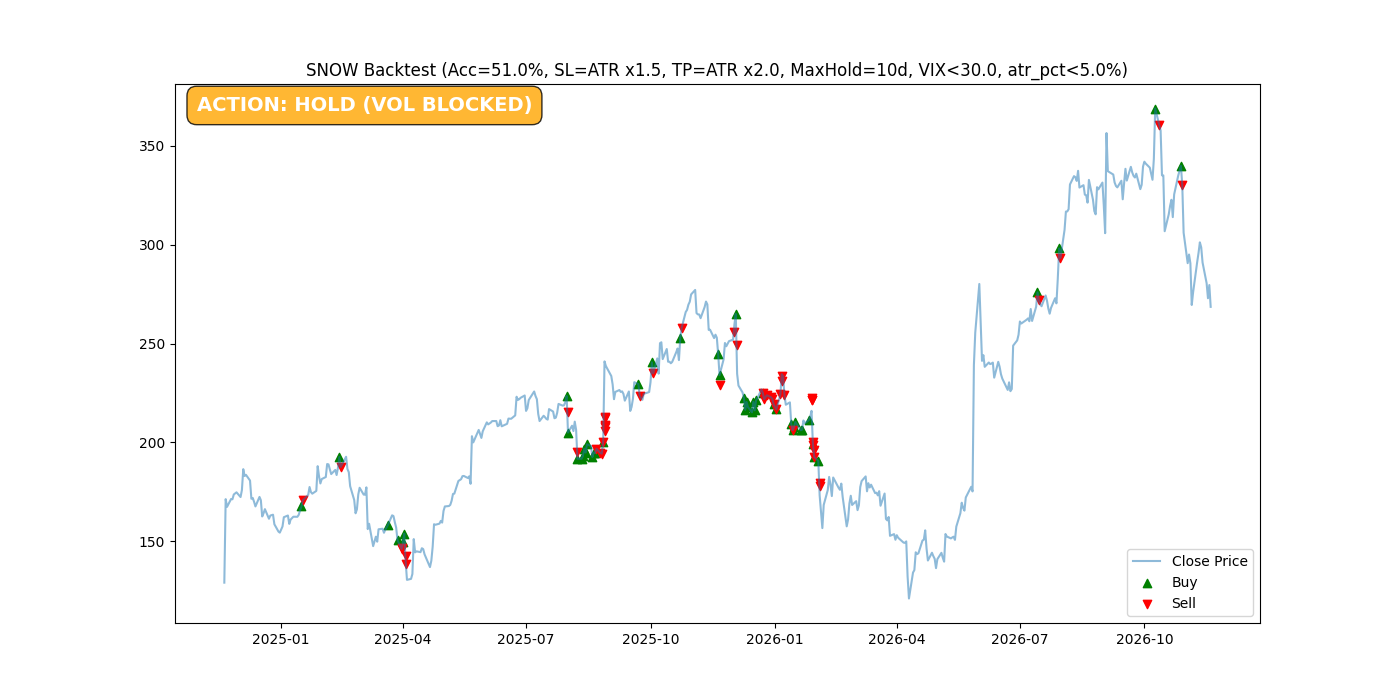 SNOW Backtest (Acc=51.0%, SL=ATR x1.5, TP=ATR x2.0, MaxHold=10d, VIX<30.0, atr_pct<5.0%)
ACTION: HOLD (VOL BLOCKED)
350
300
250
200
150
Close Price
Buy
Sell
2025-01 2025-04 2025-07 2025-10 2026-01 2026-04 2026-07 2026-10